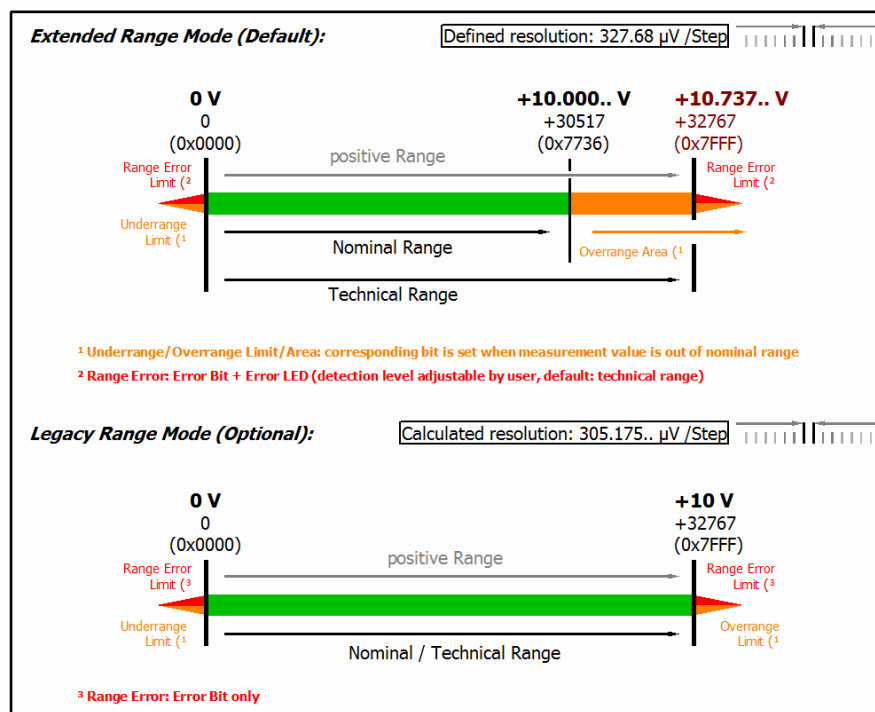 Extended Range Mode (Default):
Defined resolution: 327.68 µV /Step
0 V
+10.000.. V
+10.737.. V
0
+30517
+32767
(0x0000)
(0x7736)
(0x7FFF)
positive Range
Range Error
Limit (²
Range Error
Limit (²
Underrange
Limit (¹
Nominal Range
Overrange Area (¹
Technical Range
¹ Underrange/Overrange Limit/Area: corresponding bit is set when measurement value is out of nominal range
² Range Error: Error Bit + Error LED (detection level adjustable by user, default: technical range)
Legacy Range Mode (Optional):
Calculated resolution: 305.175.. µV /Step
0 V
+10 V
0
+32767
(0x0000)
(0x7FFF)
positive Range
Range Error
Limit (³
Range Error
Limit (³
Underrange
Limit (¹
Overrange
Limit (¹
Nominal / Technical Range
³ Range Error: Error Bit only